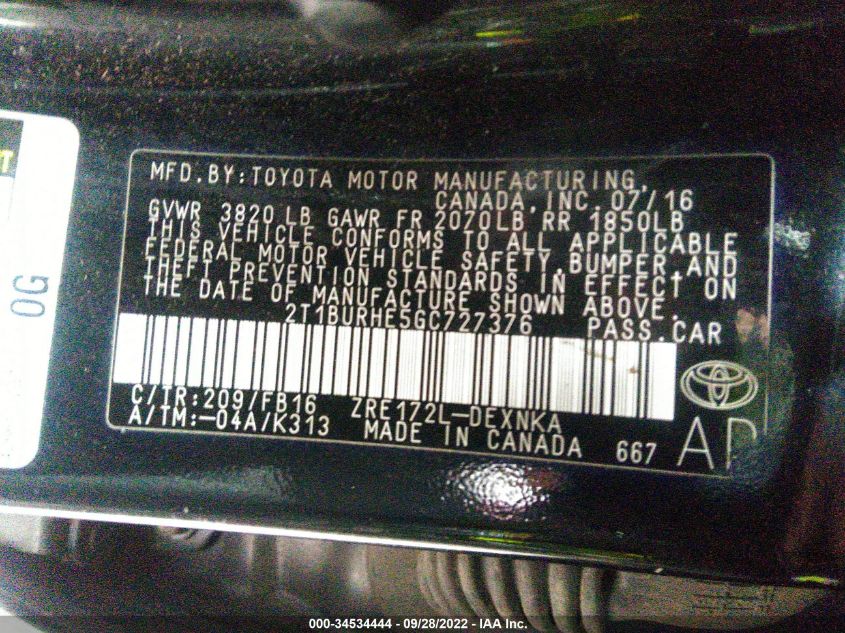 MFD.BY:TOYOTA MOTOR MANUFACTURING,
CANADA,INC.07/16
GVWR 3820 LB GAWR FR 2070LB RR 1850LB
THIS VEHICLE CONFORMS TO ALL APPLICABLE
FEDERAL MOTOR VEHICLE SAFETY,BUMPER,AND
THEFT PREVENTION STANDARDS IN EFFECT ON
THE DATE OF MANUFACTURE SHOWN ABOVE.
2T1BURHE5GC727376 PASS.CAR
C/TR:209/FB16 ZRE172L-DEXNKA
A/TM:-04A/K313 MADE IN CANADA 667
OG
000-34534444 - 09/28/2022 - IAA Inc.